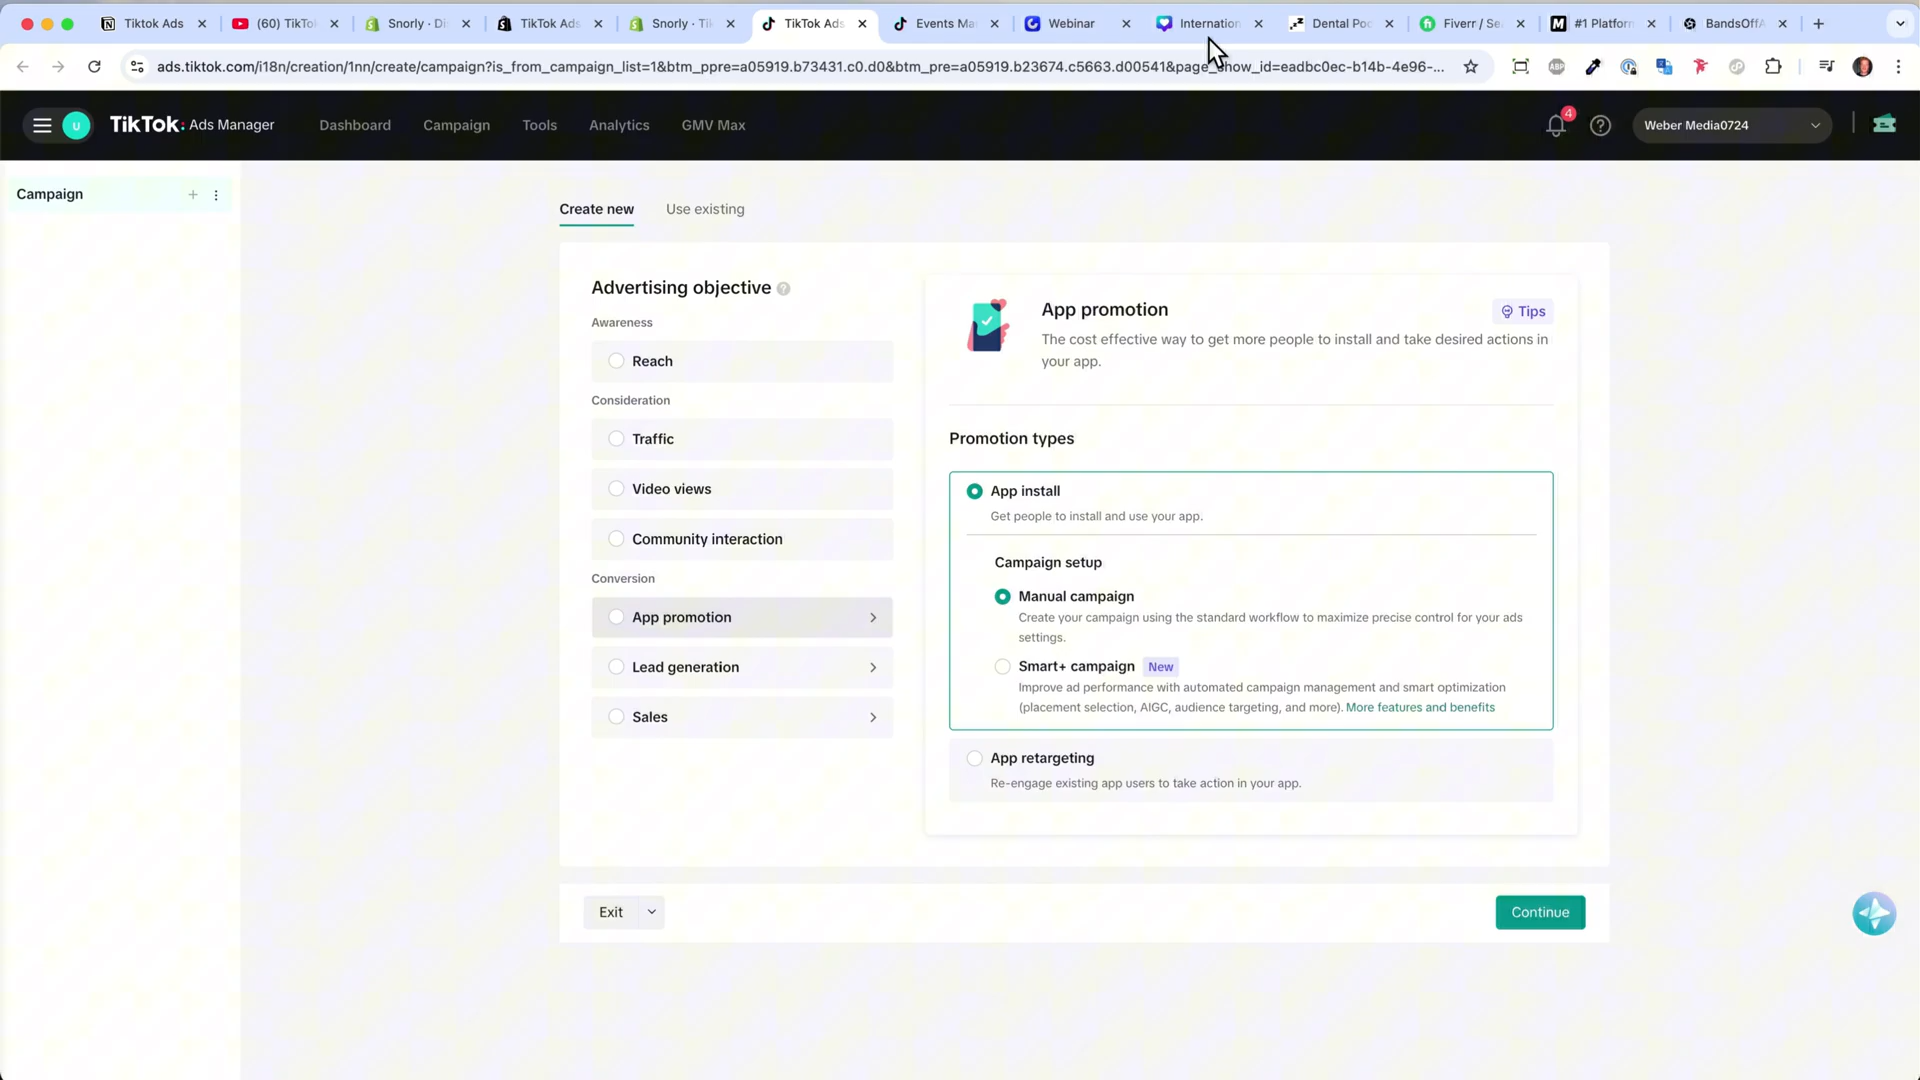 Tiktok Ads
(60) TikTo
Snorly · Di
TikTok Ads
Snorly · Ti
TikTok Ads
Events Ma
Webinar
Internation
Dental Poo
Fiverr / Se
#1 Platfor
BandsOffA
ads.tiktok.com/i18n/creation/1nn/create/campaign?is_from_campaign_list=1&btm_ppre=a05919.b73431.c0.d0&btm_pre=a05919.b23674.c5663.d00541&page_show_id=eadbc0ec-b14b-4e96-...
ABP
U
TikTok: Ads Manager
Dashboard
Campaign
Tools
Analytics
GMV Max
4
Weber Media0724
Campaign
Create new
Use existing
Advertising objective
Awareness
Reach
Consideration
Traffic
Video views
Community interaction
Conversion
App promotion
Lead generation
Sales
App promotion
Tips
The cost effective way to get more people to install and take desired actions in
your app.
Promotion types
App install
Get people to install and use your app.
Campaign setup
Manual campaign
Create your campaign using the standard workflow to maximize precise control for your ads
settings.
Smart+ campaign New
Improve ad performance with automated campaign management and smart optimization
(placement selection, AIGC, audience targeting, and more). More features and benefits
App retargeting
Re-engage existing app users to take action in your app.
Exit
Continue